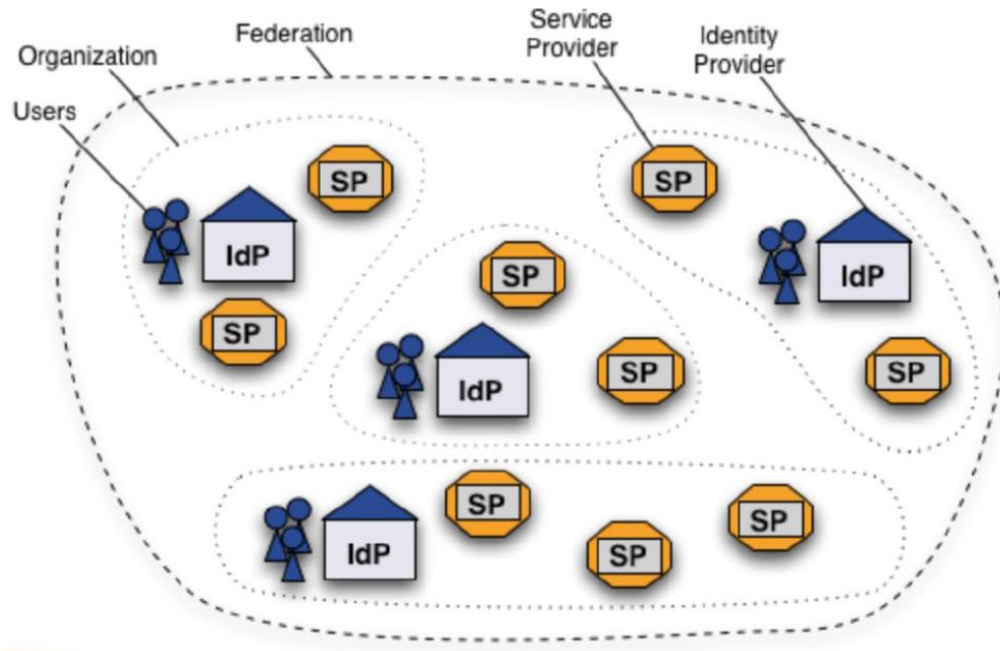 Federation
Service
Provider
Identity
Provider
Organization
Users
SP
SP
IdP
SP
IdP
SP
SP
SP
IdP
SP
SP
IdP
SP
SP